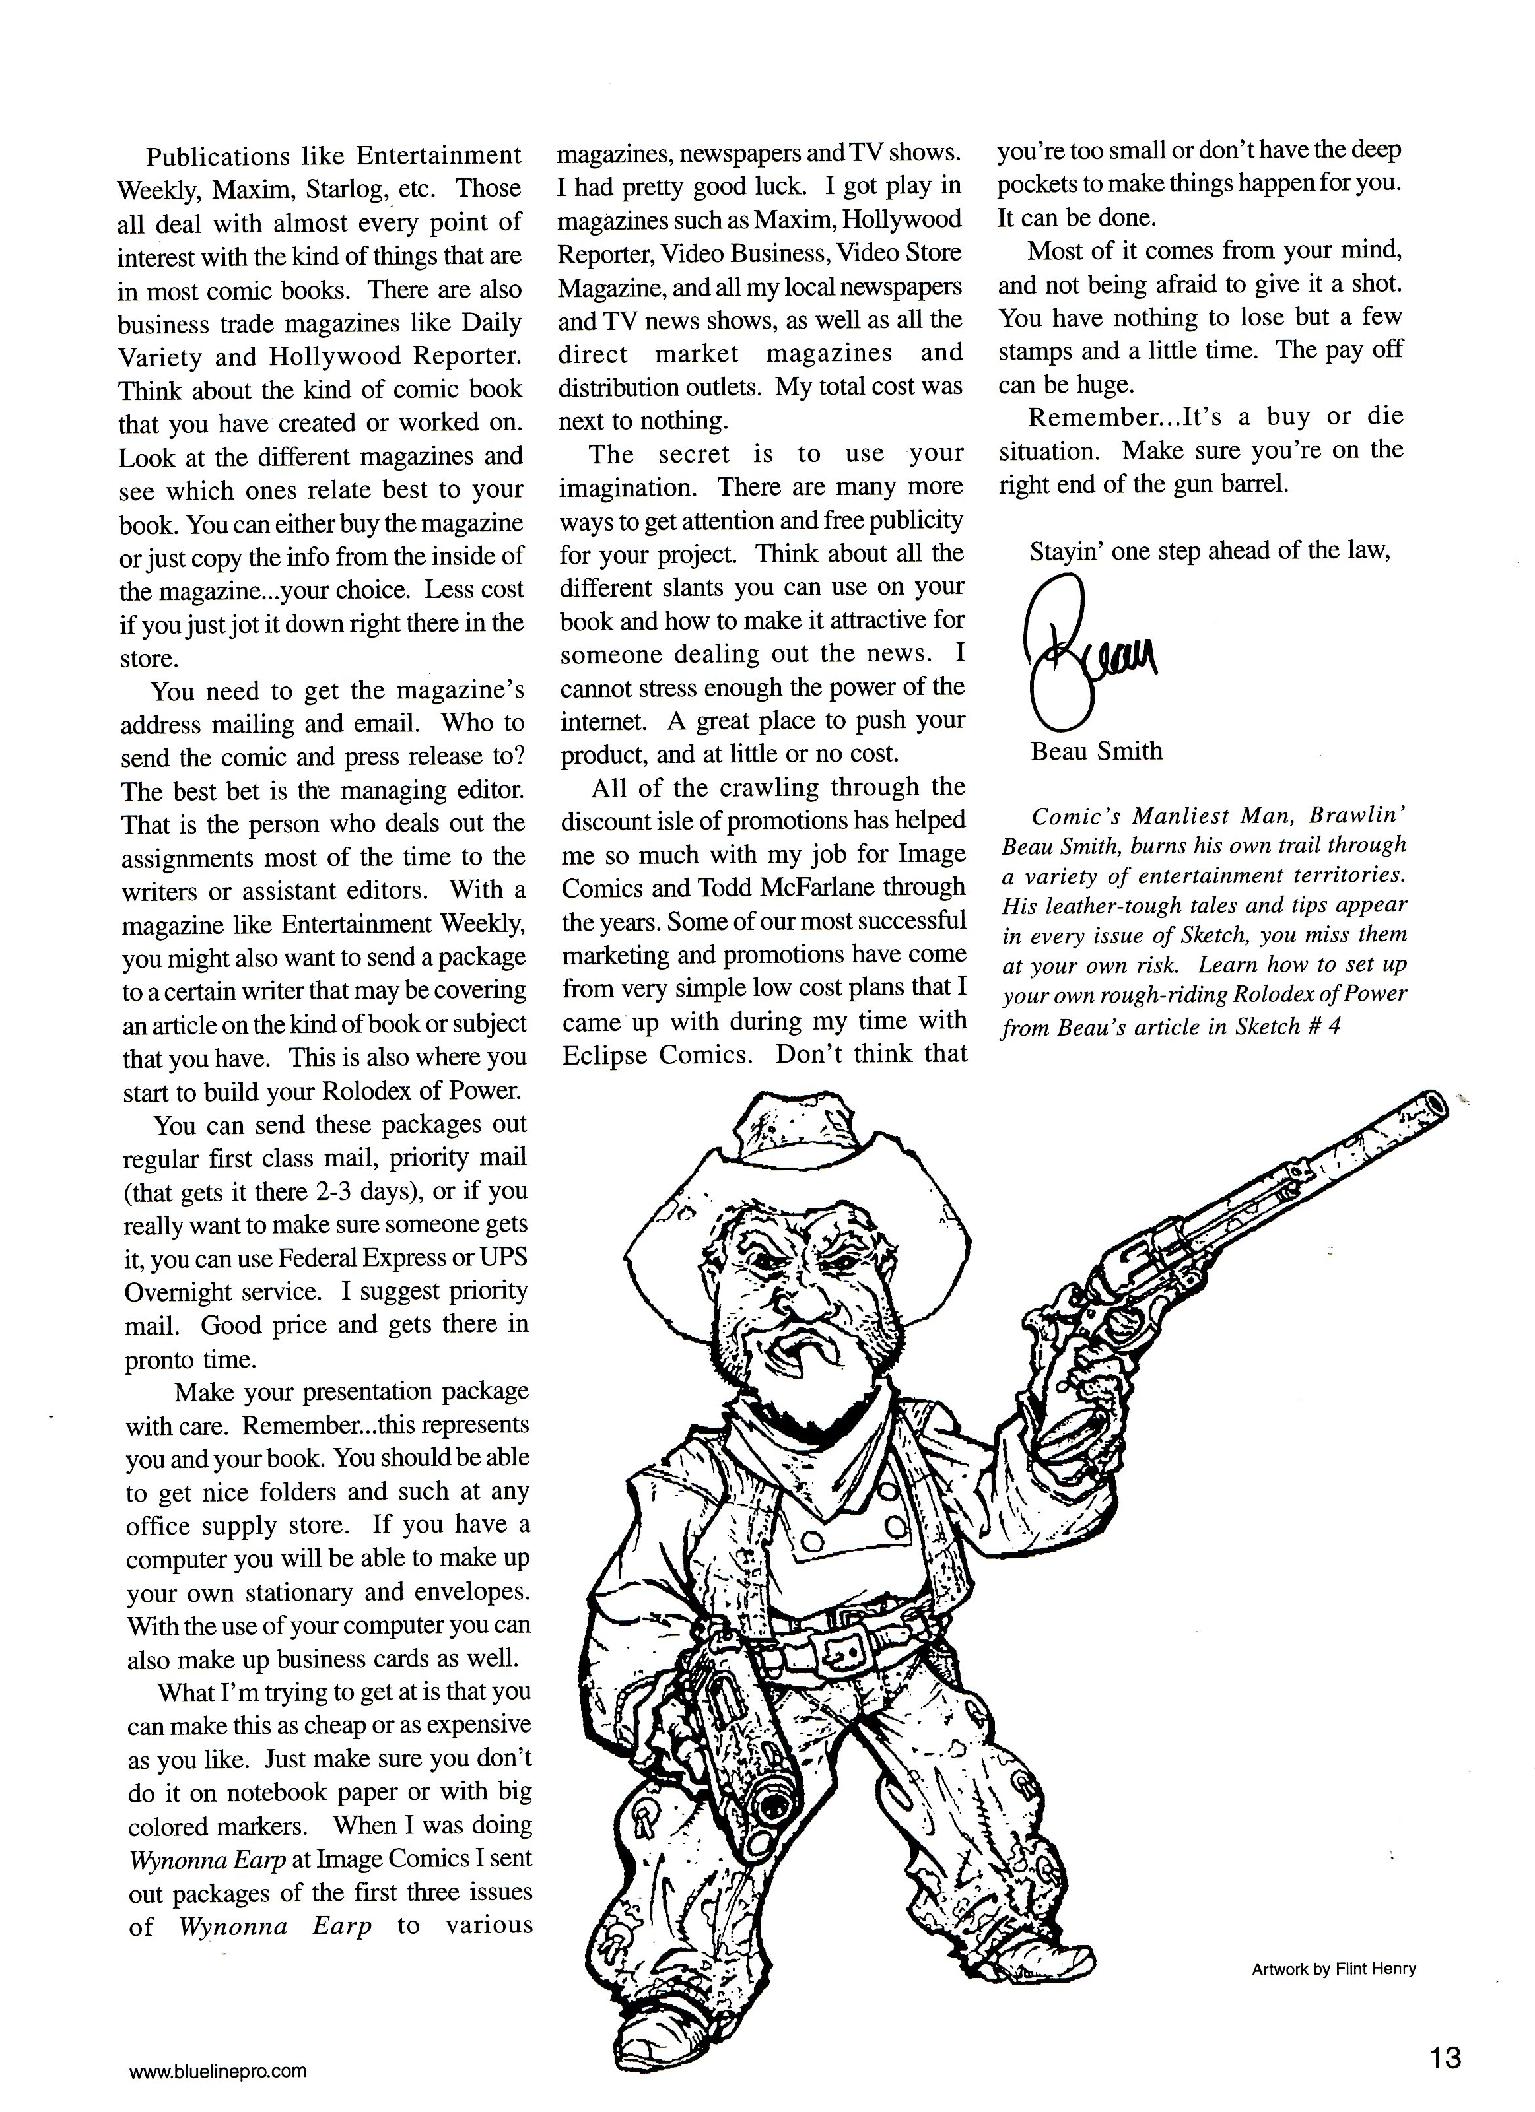 Publications like Entertainment
Weekly, Maxim, Starlog, etc. Those
all deal with almost every point of
interest with the kind of things that are
in most comic books. There are also
business trade magazines like Daily
Variety and Hollywood Reporter.
Think about the kind of comic book
that you have created or worked on.
Look at the different magazines and
see which ones relate best to your
book. You can either buy the magazine
or just copy the info from the inside of
the magazine...your choice. Less cost
if you just jot it down right there in the
store.
You need to get the magazine's
address mailing and email. Who to
send the comic and press release to?
The best bet is the managing editor.
That is the person who deals out the
assignments most of the time to the
writers or assistant editors. With a
magazine like Entertainment Weekly,
you might also want to send a package
to a certain writer that may be covering
an article on the kind of book or subject
that you have. This is also where you
start to build your Rolodex of Power.
You can send these packages out
regular first class mail, priority mail
(that gets it there 2-3 days), or if you
really want to make sure someone gets
it, you can use Federal Express or UPS
Overnight service. I suggest priority
mail. Good price and gets there in
pronto time.
Make your presentation package
with care. Remember...this represents
you and your book. You should be able
to get nice folders and such at any
office supply store. If you have a
computer you will be able to make up
your own stationary and envelopes.
With the use of your computer you can
also make up business cards as well.
What I'm trying to get at is that you
can make this as cheap or as expensive
as you like. Just make sure you don't
do it on notebook paper or with big
colored markers. When I was doing
Wynonna Earp at Image Comics I sent
out packages of the first three issues
of Wynonna Earp to various
magazines, newspapers and TV shows.
I had pretty good luck. I got play in
magazines such as Maxim, Hollywood
Reporter, Video Business, Video Store
Magazine, and all my local newspapers
and TV news shows, as well as all the
direct market magazines and
distribution outlets. My total cost was
next to nothing.
The secret is to use your
imagination. There are many more
ways to get attention and free publicity
for your project. Think about all the
different slants you can use on your
book and how to make it attractive for
someone dealing out the news. I
cannot stress enough the power of the
internet. A great place to push your
product, and at little or no cost.
All of the crawling through the
discount isle of promotions has helped
me so much with my job for Image
Comics and Todd McFarlane through
the years. Some of our most successful
marketing and promotions have come
from very simple low cost plans that I
came up with during my time with
Eclipse Comics. Don't think that
you're too small or don't have the deep
pockets to make things happen for you.
It can be done.
Most of it comes from your mind,
and not being afraid to give it a shot.
You have nothing to lose but a few
stamps and a little time. The pay off
can be huge.
Remember...It's a buy or die
situation. Make sure you're on the
right end of the gun barrel.
Stayin' one step ahead of the law,
Beau
Beau Smith
Comic's Manliest Man, Brawlin'
Beau Smith, burns his own trail through
a variety of entertainment territories.
His leather-tough tales and tips appear
in every issue of Sketch, you miss them
at your own risk. Learn how to set up
your own rough-riding Rolodex of Power
from Beau's article in Sketch # 4
Artwork by Flint Henry
www.bluelinepro.com
13